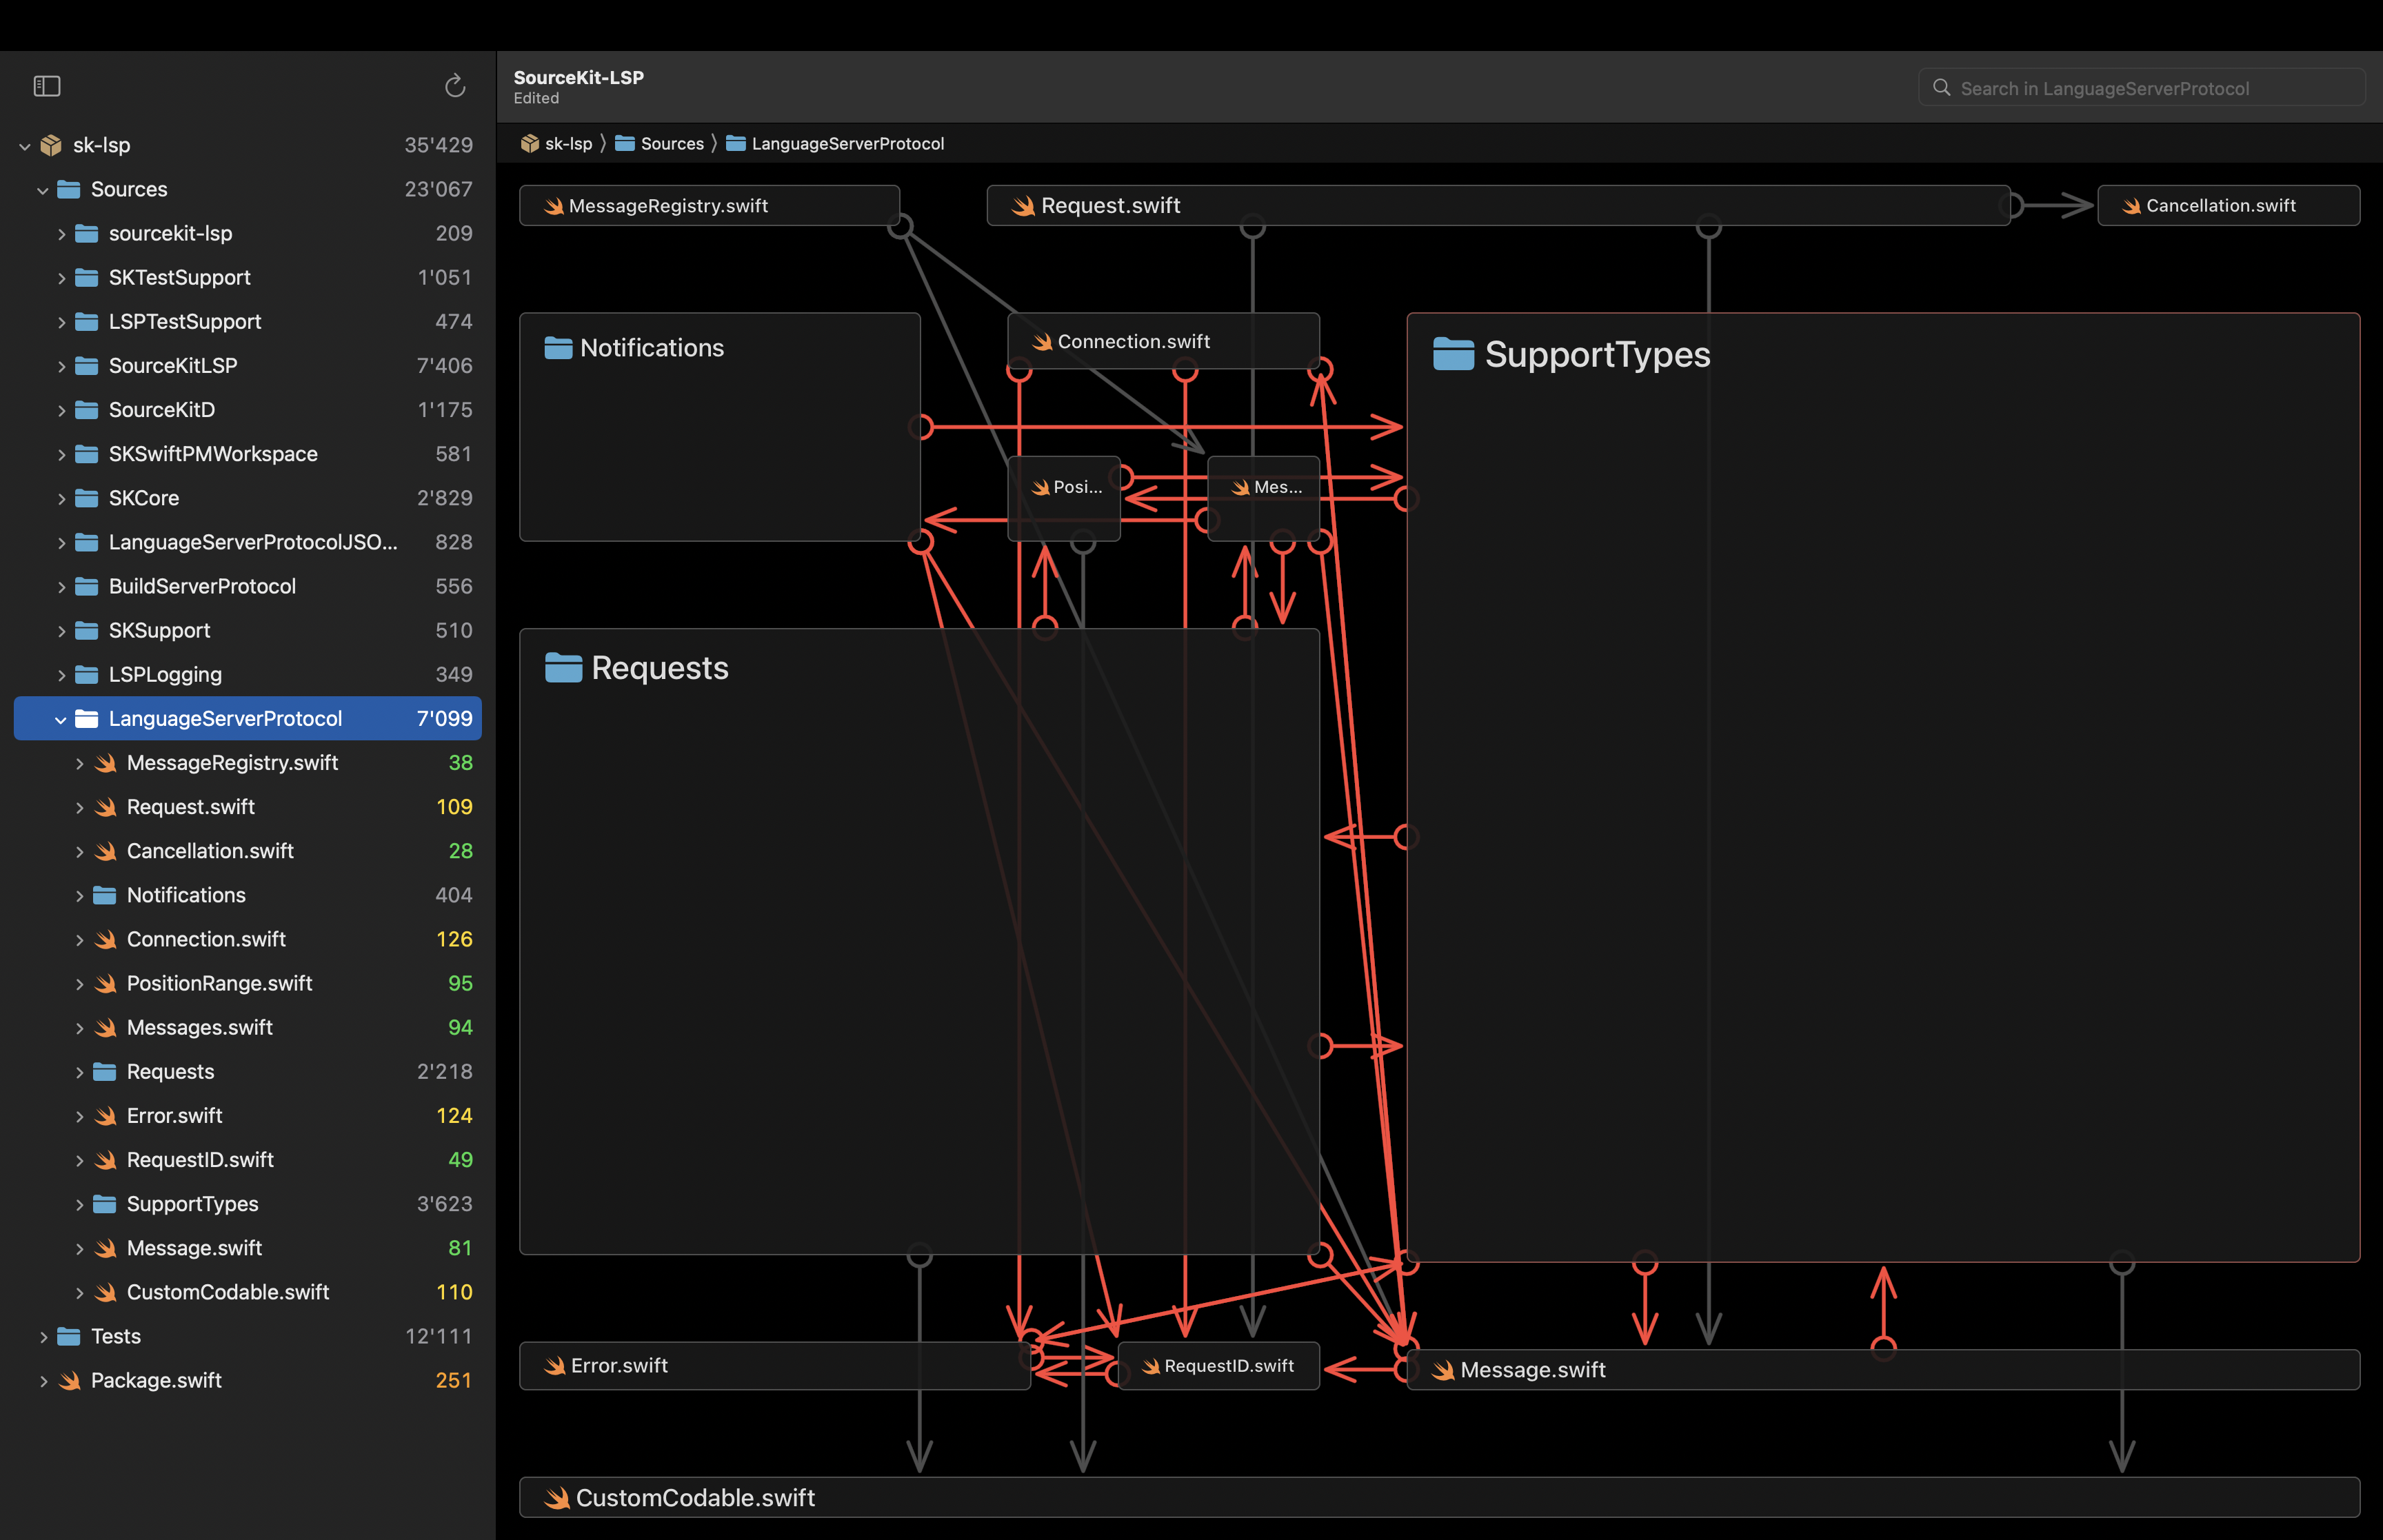 SourceKit-LSP
Edited
Search in LanguageServerProtocol
sk-lsp 〉 Sources 〉 LanguageServerProtocol
sk-lsp 35'429
Sources 23'067
sourcekit-lsp 209
SKTestSupport 1'051
LSPTestSupport 474
SourceKitLSP 7'406
SourceKitD 1'175
SKSwiftPMWorkspace 581
SKCore 2'829
LanguageServerProtocolJSO... 828
BuildServerProtocol 556
SKSupport 510
LSPLogging 349
LanguageServerProtocol 7'099
MessageRegistry.swift 38
Request.swift 109
Cancellation.swift 28
Notifications 404
Connection.swift 126
PositionRange.swift 95
Messages.swift 94
Requests 2'218
Error.swift 124
RequestID.swift 49
SupportTypes 3'623
Message.swift 81
CustomCodable.swift 110
Tests 12'111
Package.swift 251
MessageRegistry.swift
Request.swift
Cancellation.swift
Notifications
Connection.swift
SupportTypes
Posi...
Mes...
Requests
Error.swift
RequestID.swift
Message.swift
CustomCodable.swift